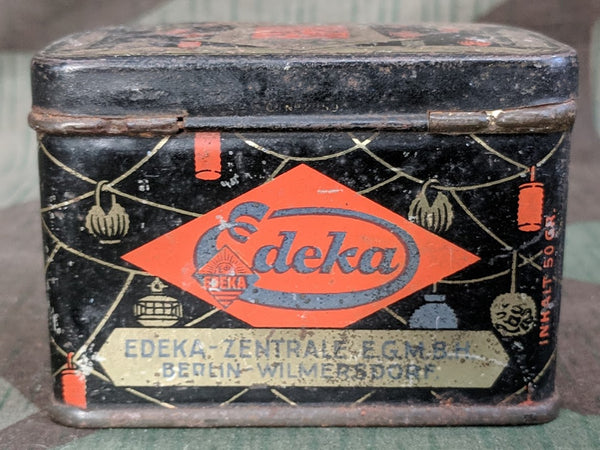 Edeka
EDEKA
EDEKA-ZENTRALE E.G.M.B.H.
BERLIN-WILMERSDORF
INHALT 50 GR.